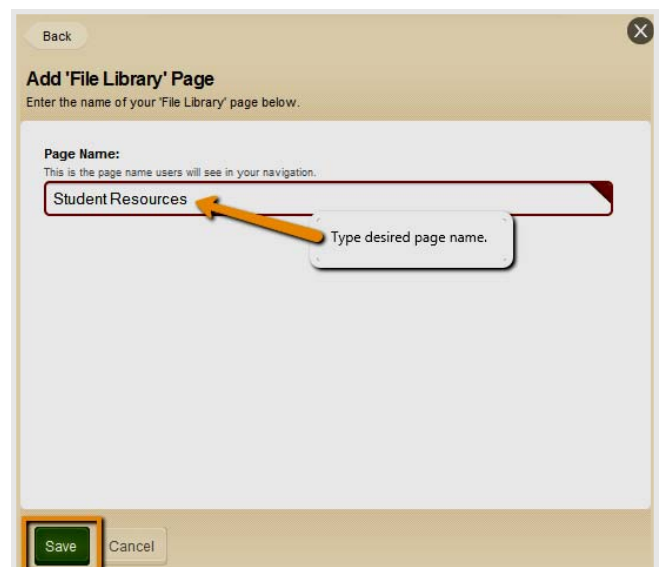 Back
X
Add 'File Library' Page
Enter the name of your 'File Library' page below.
Page Name:
This is the page name users will see in your navigation.
Student Resources
Type desired page name.
Save Cancel